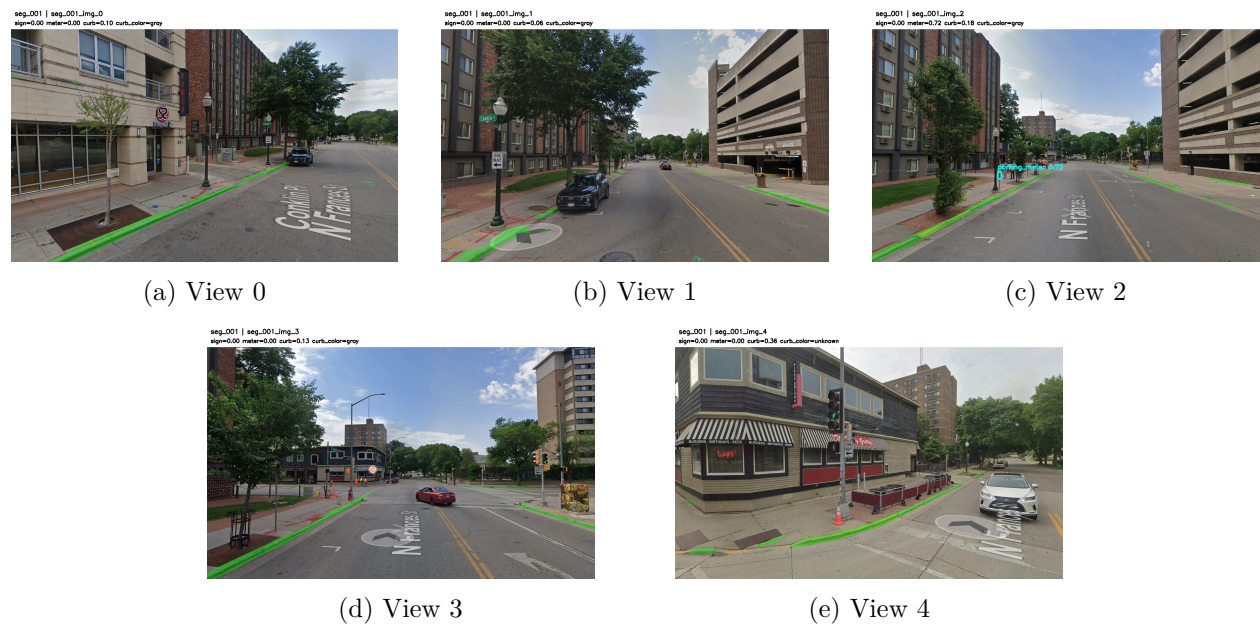 seg_001 | seg_001_img_0
sign=0.00 meter=0.00 curb=0.10 curb_color=gray
seg_001 | seg_001_img_1
sign=0.00 meter=0.00 curb=0.06 curb_color=gray
seg_001 | seg_001_img_2
sign=0.00 meter=0.72 curb=0.18 curb_color=gray
Conklin Pl
N Frances St
parking_meter 0.72
N Frances St
(a) View 0
(b) View 1
(c) View 2
seg_001 | seg_001_img_3
sign=0.00 meter=0.00 curb=0.13 curb_color=gray
seg_001 | seg_001_img_4
sign=0.00 meter=0.00 curb=0.36 curb_color=unknown
N Frances St
N Frances
(d) View 3
(e) View 4